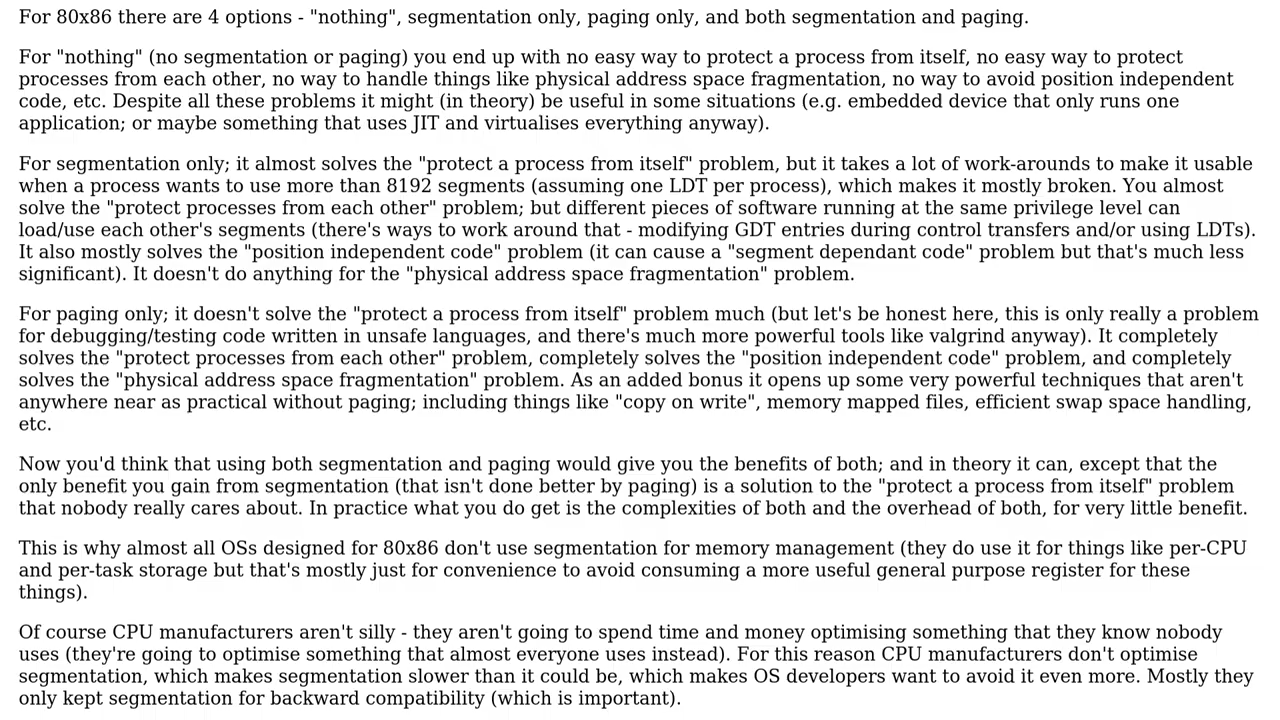 For 80x86 there are 4 options - "nothing", segmentation only, paging only, and both segmentation and paging.
For "nothing" (no segmentation or paging) you end up with no easy way to protect a process from itself, no easy way to protect
processes from each other, no way to handle things like physical address space fragmentation, no way to avoid position independent
code, etc. Despite all these problems it might (in theory) be useful in some situations (e.g. embedded device that only runs one
application; or maybe something that uses JIT and virtualises everything anyway).
For segmentation only; it almost solves the "protect a process from itself" problem, but it takes a lot of work-arounds to make it usable
when a process wants to use more than 8192 segments (assuming one LDT per process), which makes it mostly broken. You almost
solve the "protect processes from each other" problem; but different pieces of software running at the same privilege level can
load/use each other's segments (there's ways to work around that - modifying GDT entries during control transfers and/or using LDTs).
It also mostly solves the "position independent code" problem (it can cause a "segment dependant code" problem but that's much less
significant). It doesn't do anything for the "physical address space fragmentation" problem.
For paging only; it doesn't solve the "protect a process from itself" problem much (but let's be honest here, this is only really a problem
for debugging/testing code written in unsafe languages, and there's much more powerful tools like valgrind anyway). It completely
solves the "protect processes from each other" problem, completely solves the "position independent code" problem, and completely
solves the "physical address space fragmentation" problem. As an added bonus it opens up some very powerful techniques that aren't
anywhere near as practical without paging; including things like "copy on write", memory mapped files, efficient swap space handling,
etc.
Now you'd think that using both segmentation and paging would give you the benefits of both; and in theory it can, except that the
only benefit you gain from segmentation (that isn't done better by paging) is a solution to the "protect a process from itself" problem
that nobody really cares about. In practice what you do get is the complexities of both and the overhead of both, for very little benefit.
This is why almost all OSs designed for 80x86 don't use segmentation for memory management (they do use it for things like per-CPU
and per-task storage but that's mostly just for convenience to avoid consuming a more useful general purpose register for these
things).
Of course CPU manufacturers aren't silly - they aren't going to spend time and money optimising something that they know nobody
uses (they're going to optimise something that almost everyone uses instead). For this reason CPU manufacturers don't optimise
segmentation, which makes segmentation slower than it could be, which makes OS developers want to avoid it even more. Mostly they
only kept segmentation for backward compatibility (which is important).